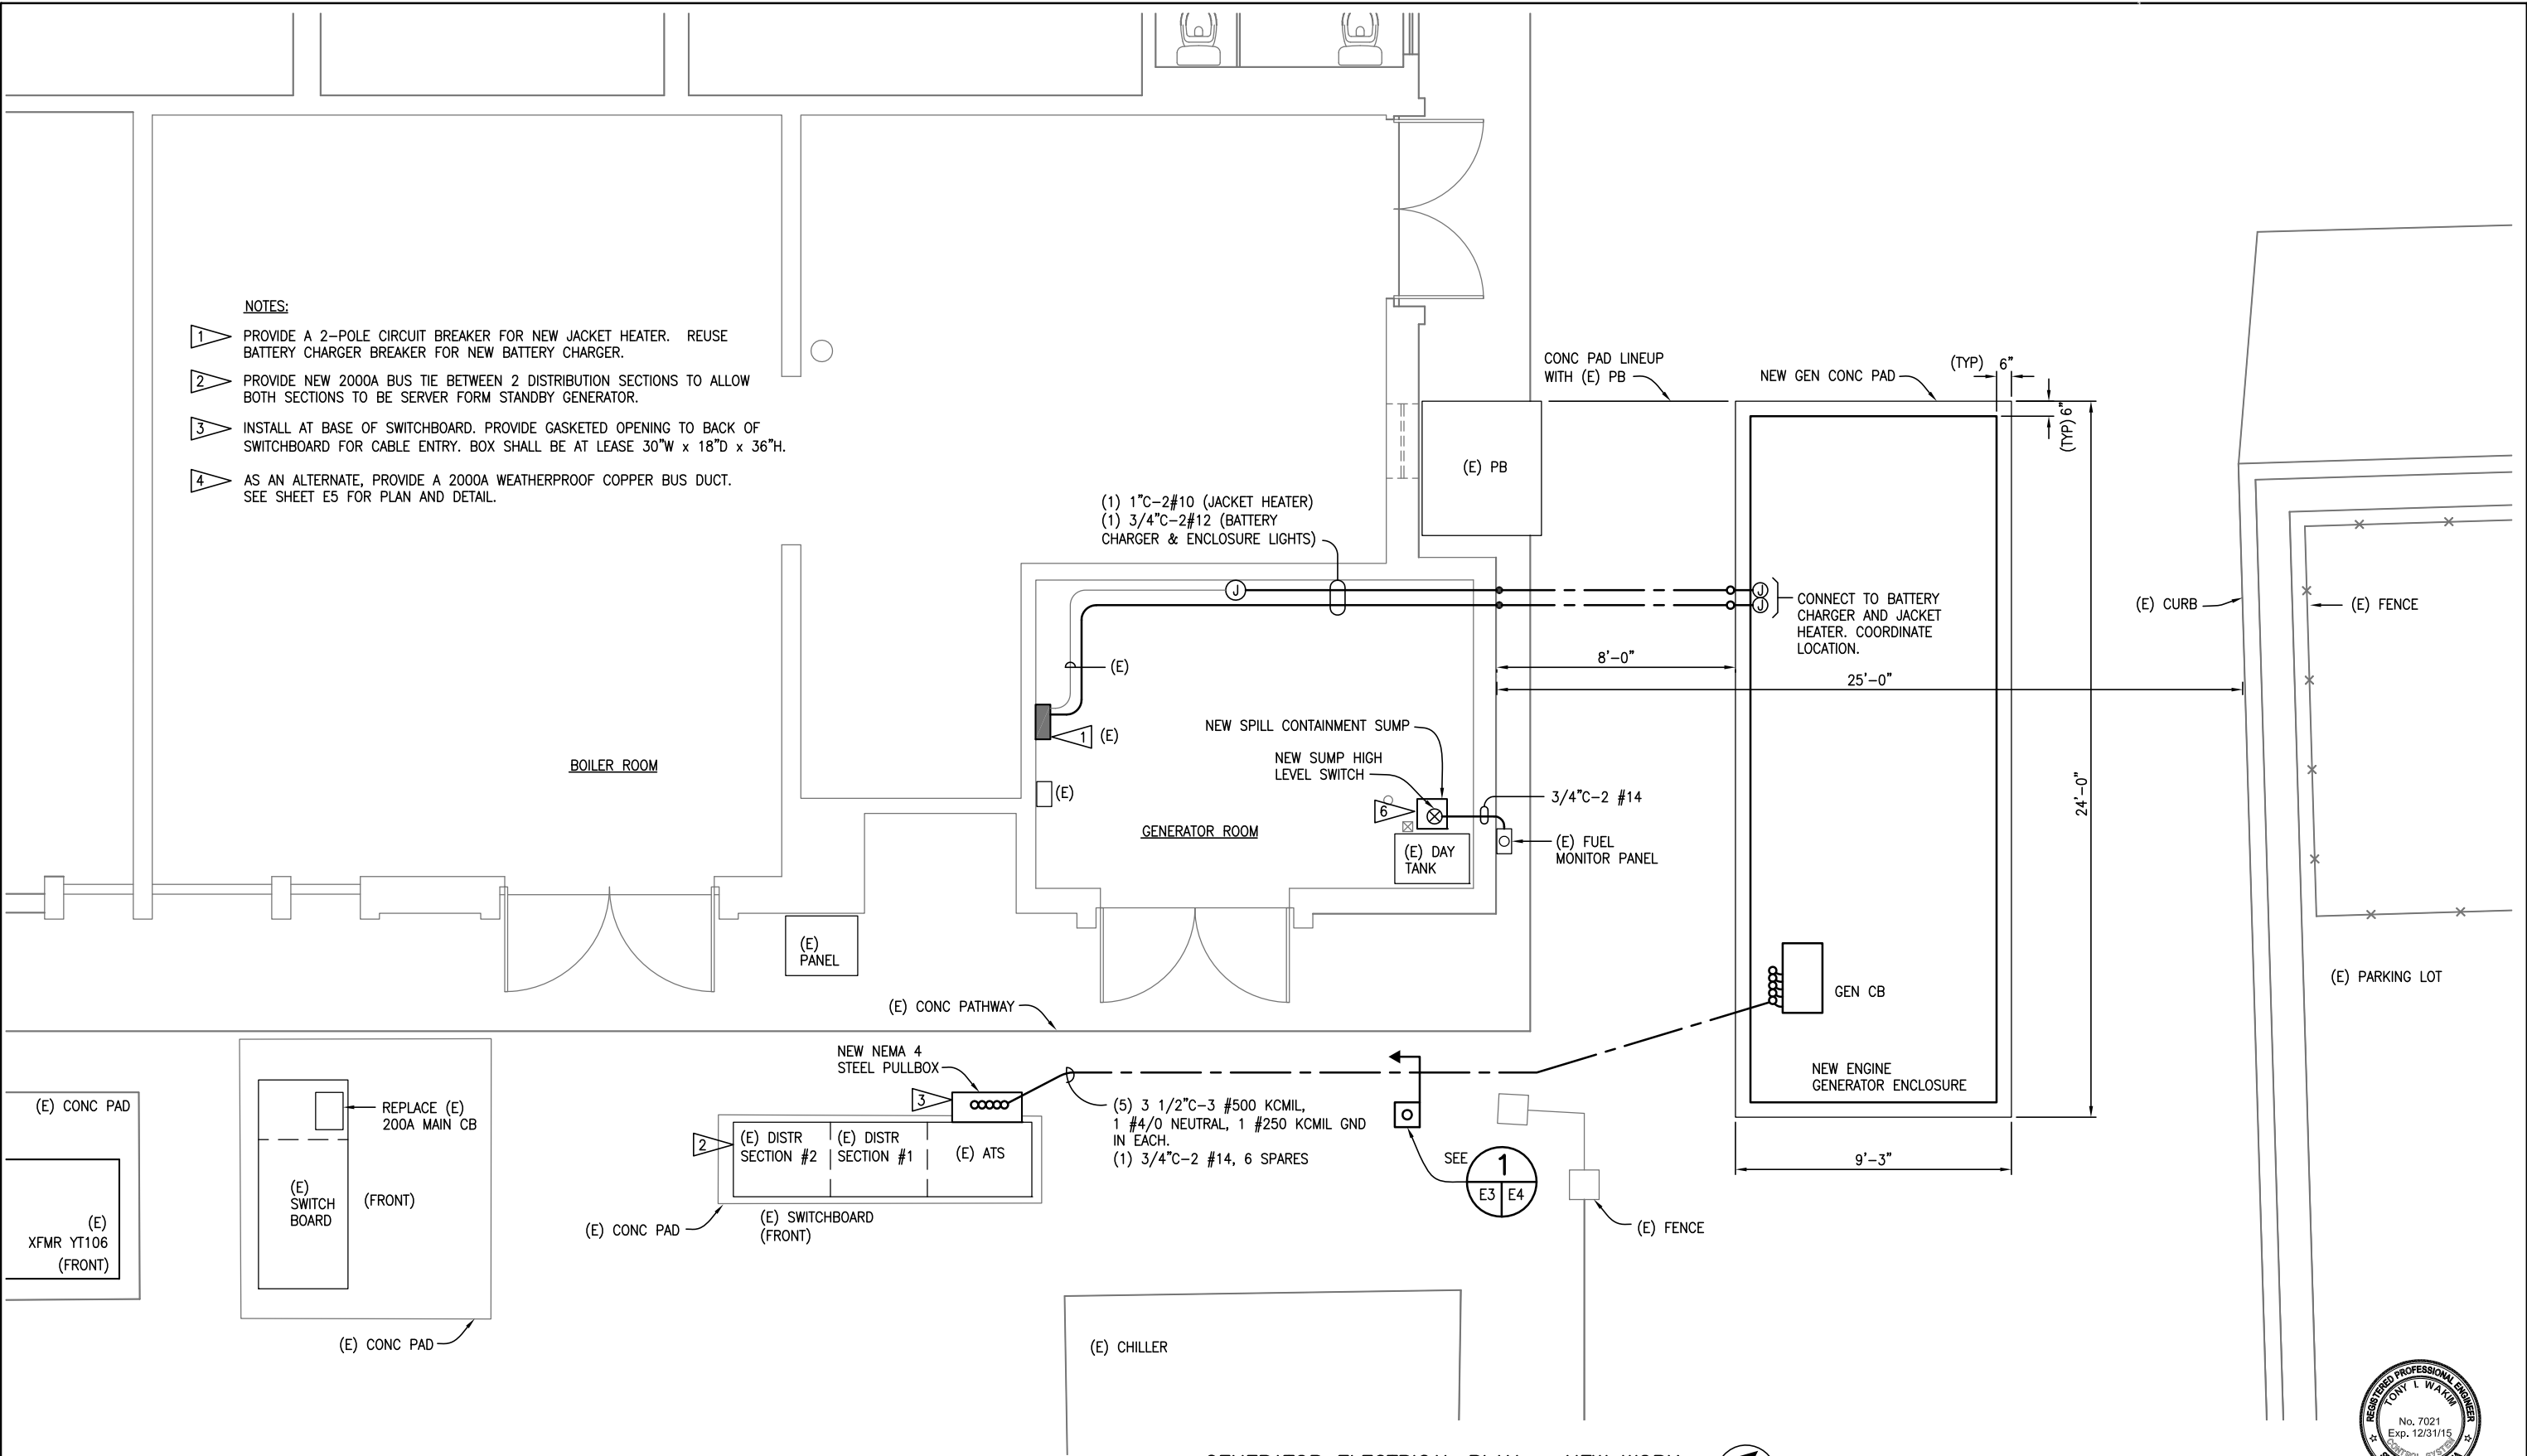 NOTES:
1 PROVIDE A 2-POLE CIRCUIT BREAKER FOR NEW JACKET HEATER. REUSE
BATTERY CHARGER BREAKER FOR NEW BATTERY CHARGER.
2 PROVIDE NEW 2000A BUS TIE BETWEEN 2 DISTRIBUTION SECTIONS TO ALLOW
BOTH SECTIONS TO BE SERVER FORM STANDBY GENERATOR.
3 INSTALL AT BASE OF SWITCHBOARD. PROVIDE GASKETED OPENING TO BACK OF
SWITCHBOARD FOR CABLE ENTRY. BOX SHALL BE AT LEASE 30"W x 18"D x 36"H.
4 AS AN ALTERNATE, PROVIDE A 2000A WEATHERPROOF COPPER BUS DUCT.
SEE SHEET E5 FOR PLAN AND DETAIL.
CONC PAD LINEUP
WITH (E) PB
NEW GEN CONC PAD
(TYP) 6"
(TYP) 6"
(E) PB
(1) 1"C-2#10 (JACKET HEATER)
(1) 3/4"C-2#12 (BATTERY
CHARGER & ENCLOSURE LIGHTS)
J
J
J
CONNECT TO BATTERY
CHARGER AND JACKET
HEATER. COORDINATE
LOCATION.
(E) CURB
(E) FENCE
(E)
8'-0"
25'-0"
24'-0"
1 (E)
(E)
BOILER ROOM
NEW SPILL CONTAINMENT SUMP
NEW SUMP HIGH
LEVEL SWITCH
6
3/4"C-2 #14
GENERATOR ROOM
(E) DAY
TANK
(E) FUEL
MONITOR PANEL
(E)
PANEL
(E) CONC PATHWAY
GEN CB
(E) PARKING LOT
NEW ENGINE
GENERATOR ENCLOSURE
9'-3"
NEW NEMA 4
STEEL PULLBOX
3
(5) 3 1/2"C-3 #500 KCMIL,
1 #4/0 NEUTRAL, 1 #250 KCMIL GND
IN EACH.
(1) 3/4"C-2 #14, 6 SPARES
SEE
1
E3 E4
(E) FENCE
(E) CONC PAD
REPLACE (E)
200A MAIN CB
(E)
SWITCH
BOARD
(FRONT)
(E)
XFMR YT106
(FRONT)
(E) CONC PAD
2
(E) DISTR
SECTION #2
(E) DISTR
SECTION #1
(E) ATS
(E) CONC PAD
(E) SWITCHBOARD
(FRONT)
(E) CHILLER
REGISTERED PROFESSIONAL ENGINEER
TONY L WAKIM
No. 7021
Exp. 12/31/15
CONTROL SYSTEM
GENERATOR ELECTRICAL PLAN - NEW WORK